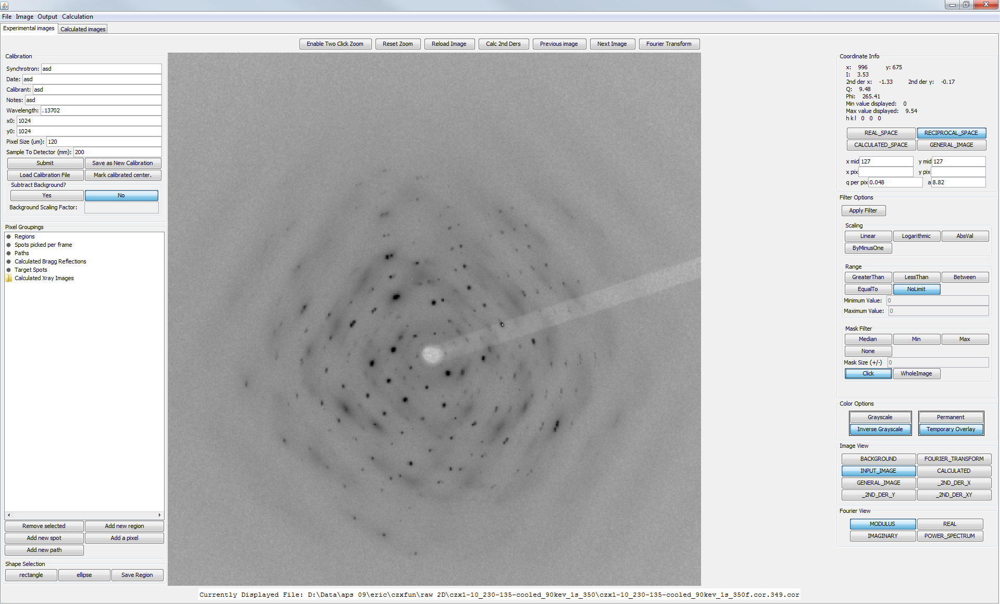 File Image Output Calculation
Experimental images Calculated images
Enable Two Click Zoom Reset Zoom Reload Image Calc 2nd Ders Previous image Next Image Fourier Transform
Calibration
Synchrotron: asd
Date: asd
Calibrant: asd
Notes: asd
Wavelength: .13702
x0: 1024
y0: 1024
Pixel Size (um): 120
Sample To Detector (mm): 200
Submit Save as New Calibration
Load Calibration File Mark calibrated center.
Subtract Background?
Yes No
Background Scaling Factor:
Pixel Groupings
Regions
Spots picked per frame
Paths
Calculated Bragg Reflections
Target Spots
Calculated Xray Images
Remove selected Add new region
Add new spot Add a pixel
Add new path
Shape Selection
rectangle ellipse Save Region
Coordinate Info
x: 996 y: 675
I: 3.53
2nd der x: -1.33 2nd der y: -0.17
Q: 9.48
Phi: 265.41
Min value displayed: 0
Max value displayed: 9.54
h k l 0 0 0
REAL_SPACE RECIPROCAL_SPACE
CALCULATED_SPACE GENERAL_IMAGE
x mid 127 y mid 127
x pix y pix
q per pix 0.048 a 8.82
Filter Options
Apply Filter
Scaling
Linear Logarithmic AbsVal
ByMinusOne
Range
GreaterThan LessThan Between
EqualTo NoLimit
Minimum Value: 0
Maximum Value: 0
Mask Filter
Median Min Max
None
Mask Size (+/-) 0
Click WholeImage
Color Options
Grayscale Permanent
Inverse Grayscale Temporary Overlay
Image View
BACKGROUND FOURIER_TRANSFORM
INPUT_IMAGE CALCULATED
GENERAL_IMAGE _2ND_DER_X
_2ND_DER_Y _2ND_DER_XY
Fourier View
MODULUS REAL
IMAGINARY POWER_SPECTRUM
Currently Displayed File: D:\Data\aps 09\eric\czxfun\raw 2D\czx1-10_230-135-cooled_90kev_1s_350\czx1-10_230-135-cooled_90kev_1s_350f.cor.349.cor